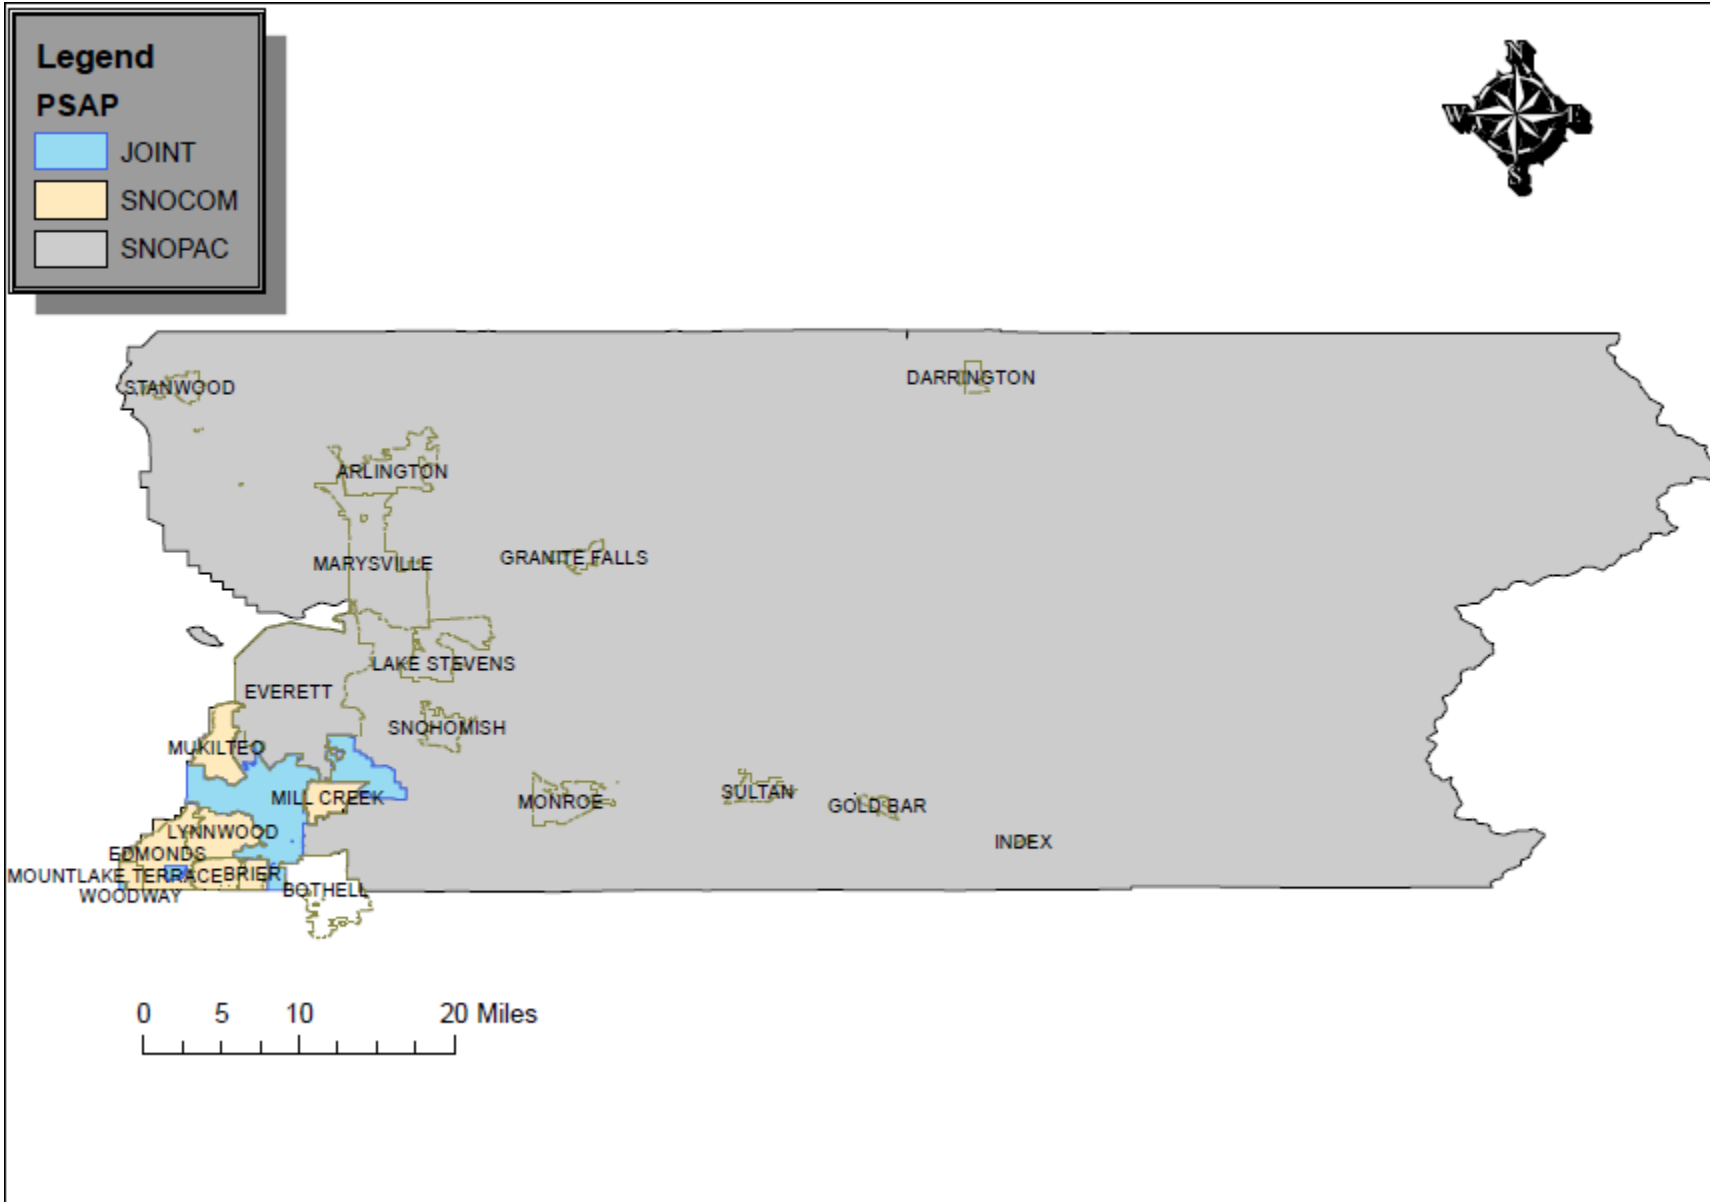 Legend
PSAP
JOINT
SNOCOM
SNOPAC
N
W E
S
STANWOOD
DARRINGTON
ARLINGTON
MARYSVILLE
GRANITE FALLS
LAKE STEVENS
EVERETT
SNOHOMISH
MUKILTEO
MILL CREEK
MONROE
SULTAN
GOLD BAR
LYNNWOOD
INDEX
EDMONDS
MOUNTLAKE TERRACE
BRIER
BOTHELL
WOODWAY
0 5 10 20 Miles